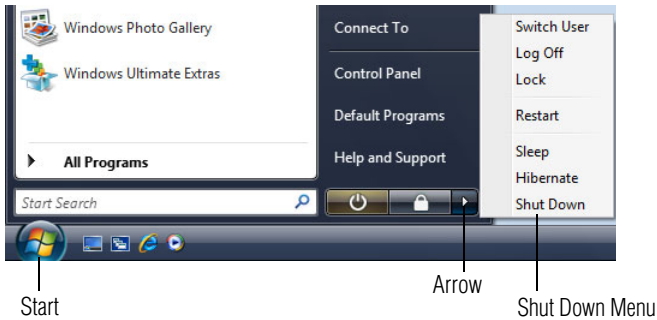 Windows Photo Gallery
Windows Ultimate Extras
All Programs
Start Search
Connect To
Control Panel
Default Programs
Help and Support
Switch User
Log Off
Lock
Restart
Sleep
Hibernate
Shut Down
Start
Arrow
Shut Down Menu